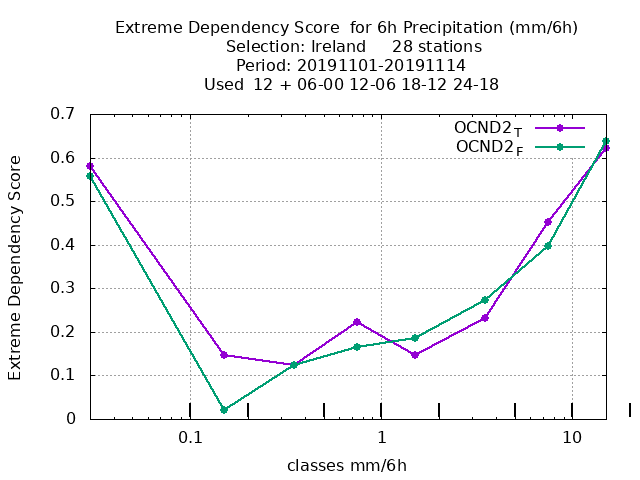 Extreme Dependency Score  for 6h Precipitation (mm/6h)
Selection: Ireland     28 stations
Period: 20191101-20191114
Used  12 + 06-00 12-06 18-12 24-18
OCND2T
OCND2F
Extreme Dependency Score
0.7
0.6
0.5
0.4
0.3
0.2
0.1
0
0.1 1 10
classes mm/6h